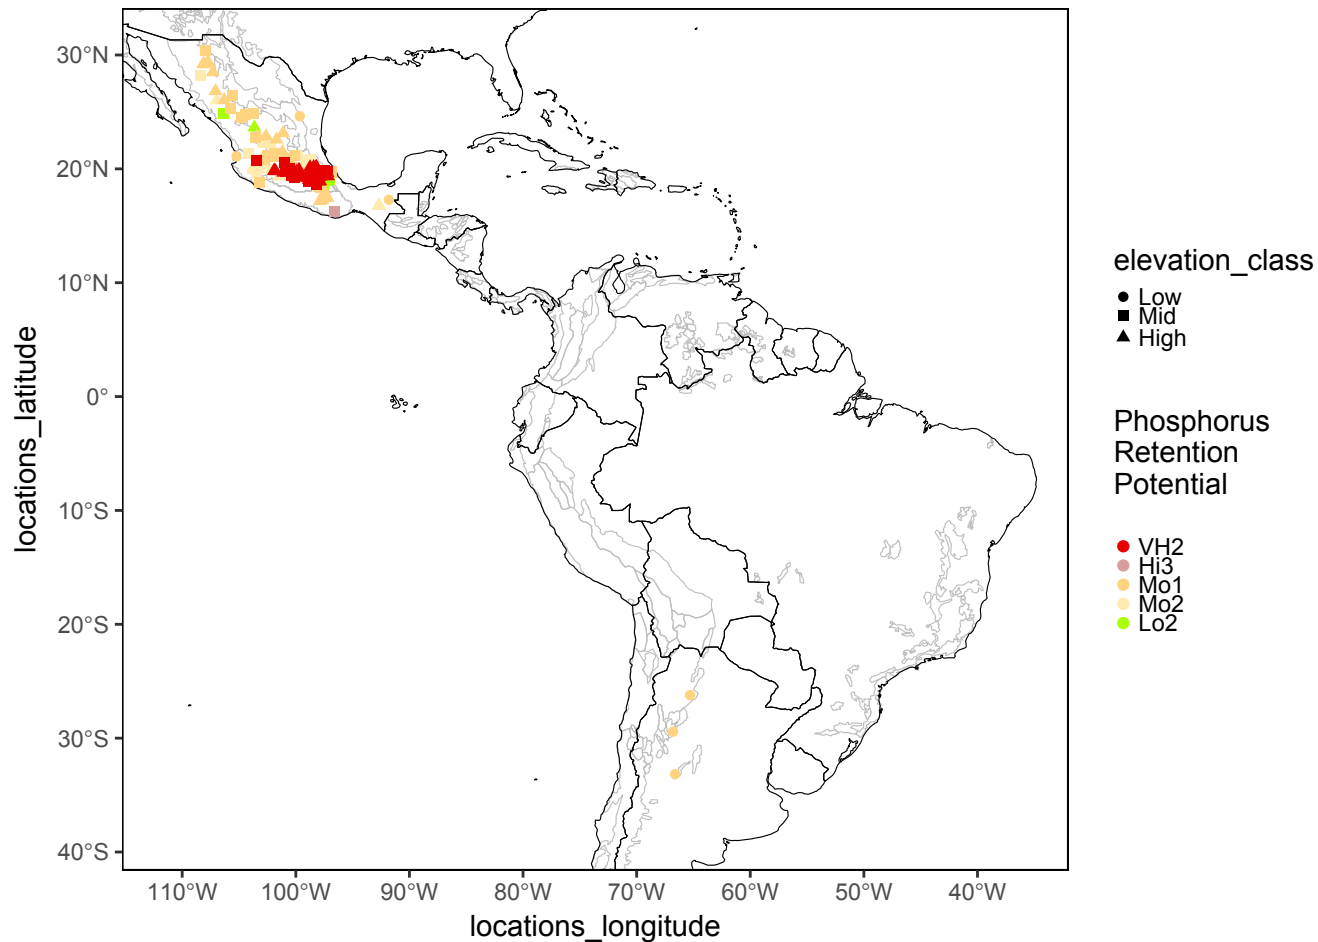 30°N
20°N
10°N
0°
10°S
20°S
30°S
40°S
locations_latitude
110°W
100°W
90°W
80°W
70°W
60°W
50°W
40°W
locations_longitude
elevation_class
Low
Mid
High
Phosphorus
Retention
Potential
VH2
Hi3
Mo1
Mo2
Lo2